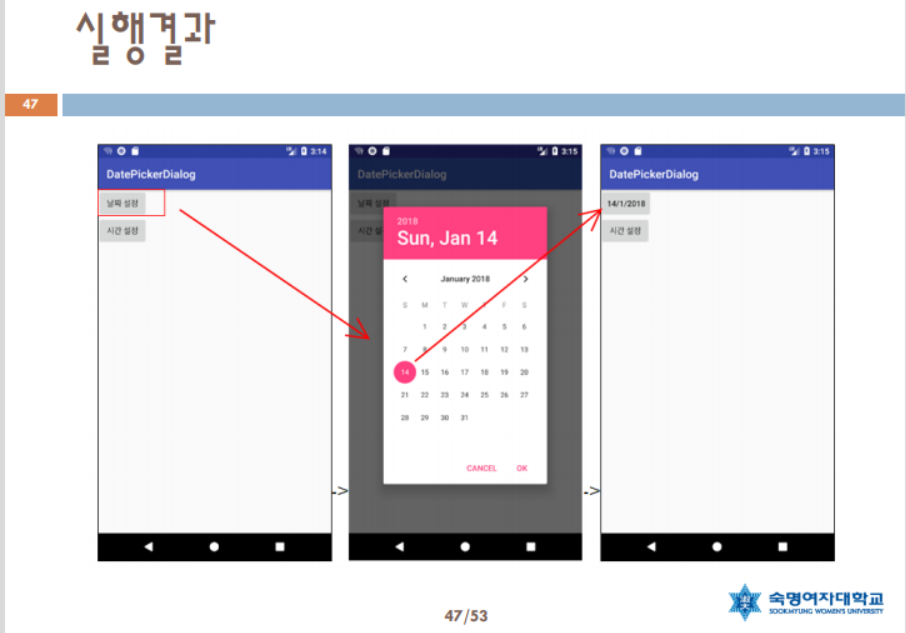 실행결과
47
3:14
DatePickerDialog
날짜 설정
시간 설정
->
3:15
DatePickerDialog
날짜 설정
시간 설
2018
Sun, Jan 14
January 2018
S M T W T F S
1 2 3 4 5 6
7 8 9 10 11 12 13
14 15 16 17 18 19 20
21 22 23 24 25 26 27
28 29 30 31
CANCEL OK
->
3:15
DatePickerDialog
14/1/2018
시간 설정
47/53
숙명여자대학교
SOOKMYUNG WOMEN'S UNIVERSITY